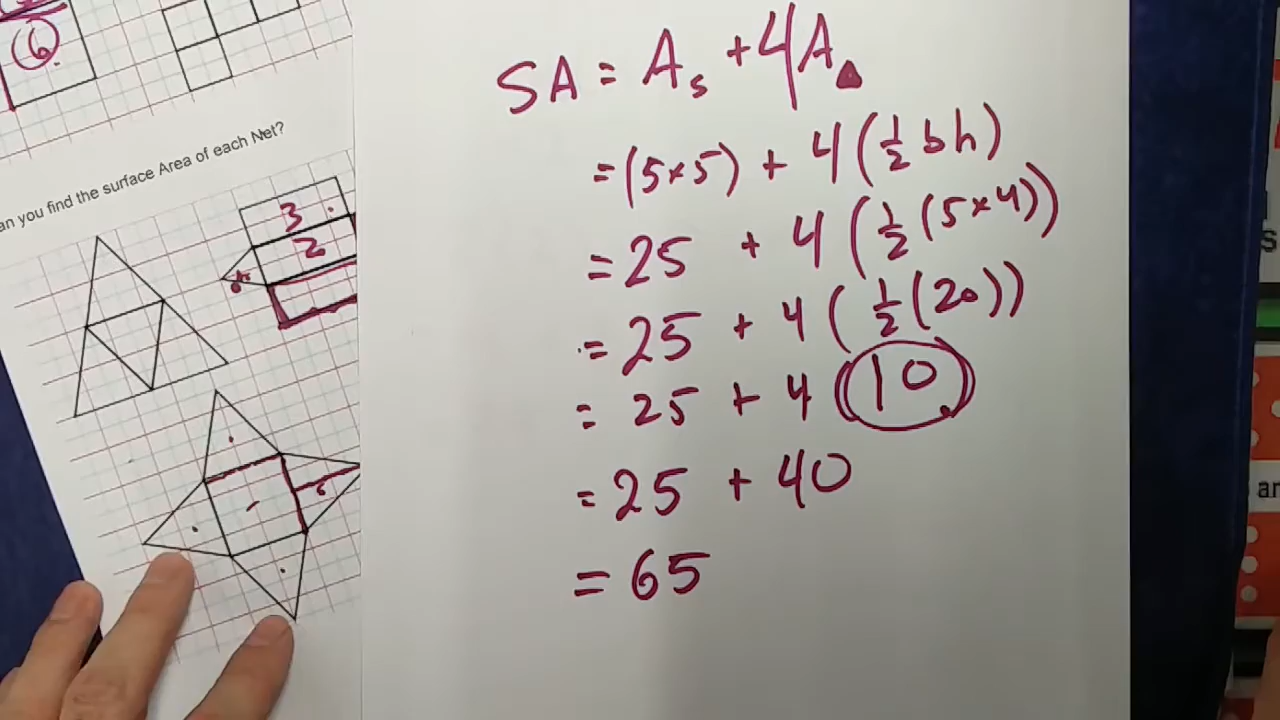 6
an you find the surface Area of each Net?
3
2
SA = As + 4A▲
= (5×5) + 4(½bh)
= 25 + 4(½(5×4))
= 25 + 4(½(20))
= 25 + 4(10)
= 25 + 40
= 65
s
an